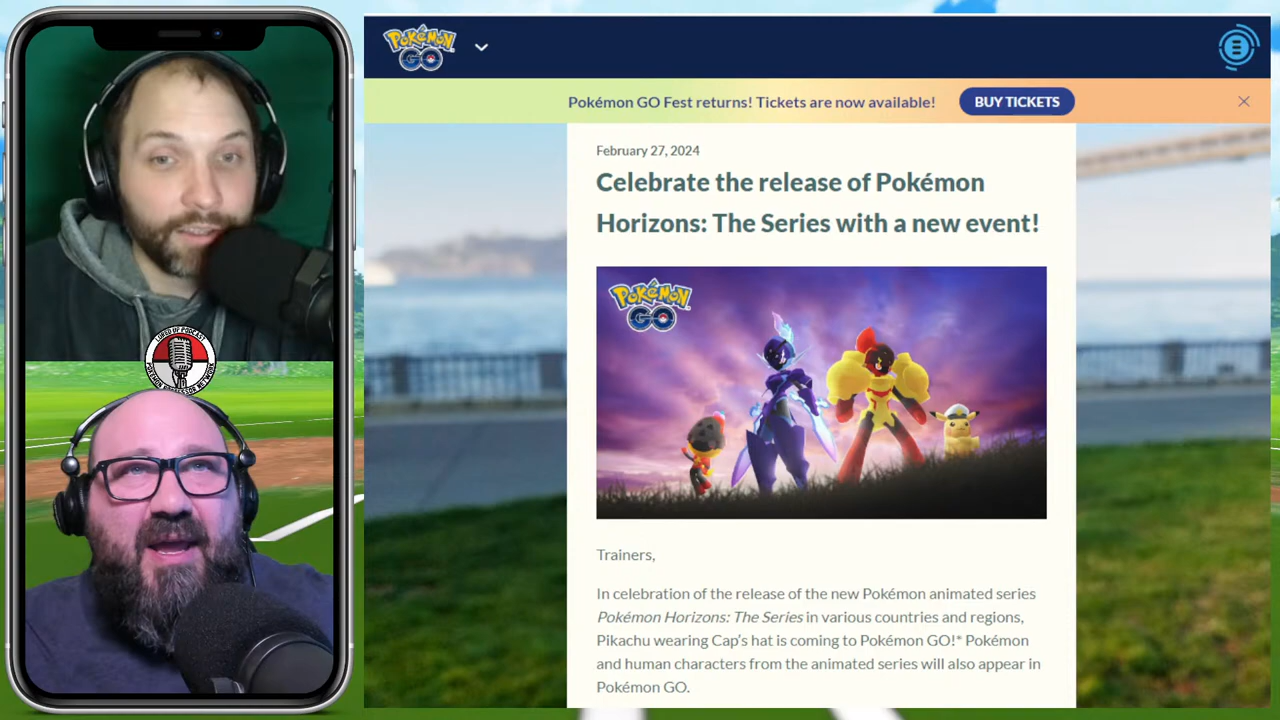 POKÉMON
GO
Pokémon GO Fest returns! Tickets are now available!
BUY TICKETS
February 27, 2024
Celebrate the release of Pokémon
Horizons: The Series with a new event!
POKÉMON
GO
Trainers,
In celebration of the release of the new Pokémon animated series
Pokémon Horizons: The Series in various countries and regions,
Pikachu wearing Cap's hat is coming to Pokémon GO!* Pokémon
and human characters from the animated series will also appear in
Pokémon GO.